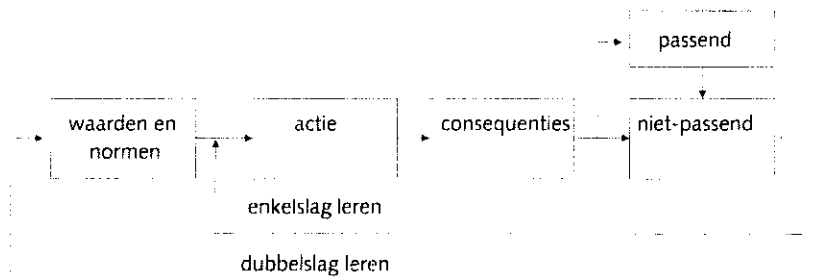 passend
waarden en
normen
actie
consequenties
niet-passend
enkelslag leren
dubbelslag leren